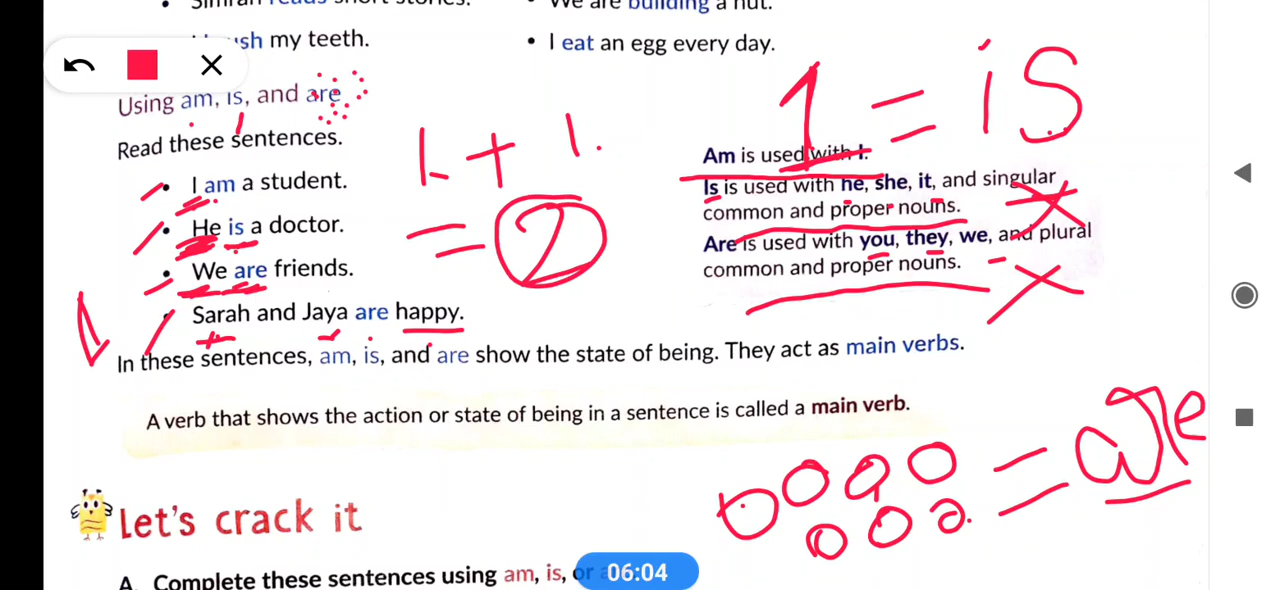 Simran reads short stories.
We are building a hut.
my teeth.
• I eat an egg every day.
Using am, is, and are
Read these sentences.
• I am a student.
• He is a doctor.
• We are friends.
Sarah and Jaya are happy.
1 + 1.
= 2
1 = is
Am is used with I.
Is is used with he, she, it, and singular
common and proper nouns.
Are is used with you, they, we, and plural
common and proper nouns.
In these sentences, am, is, and are show the state of being. They act as main verbs.
A verb that shows the action or state of being in a sentence is called a main verb.
= are
Let's crack it
A. Complete these sentences using am, is, or
06:04